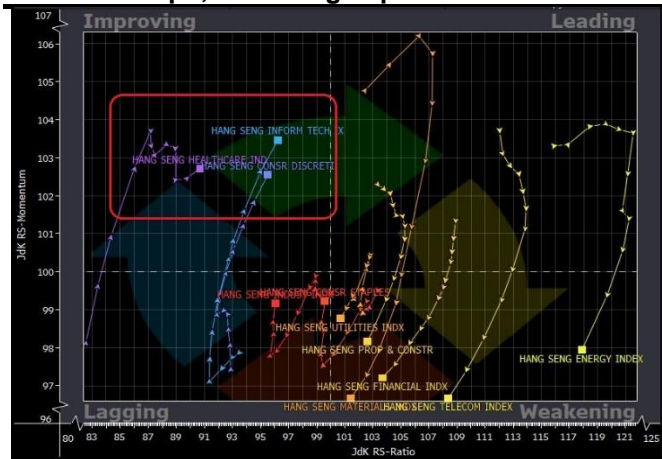 107
Improving
Leading
106
105
104
103
102
101
100
99
98
97
96
JdK RS-Momentum
HANG SENG INFORM TECH IX
HANG SENG HEALTHCARE IND
HANG SENG CONSR DISCRETI
HANG SENG
HANG SENG CONSR STAPLES
HANG SENG UTILITIES INDX
HANG SENG PROP & CONSTR
HANG SENG ENERGY INDEX
HANG SENG FINANCIAL INDX
HANG SENG MATERIAL
HANG SENG TELECOM INDEX
Lagging
Weakening
80 83 85 87 89 91 93 95 97 99 101 103 105 107 109 111 113 115 117 119 121 125
JdK RS-Ratio